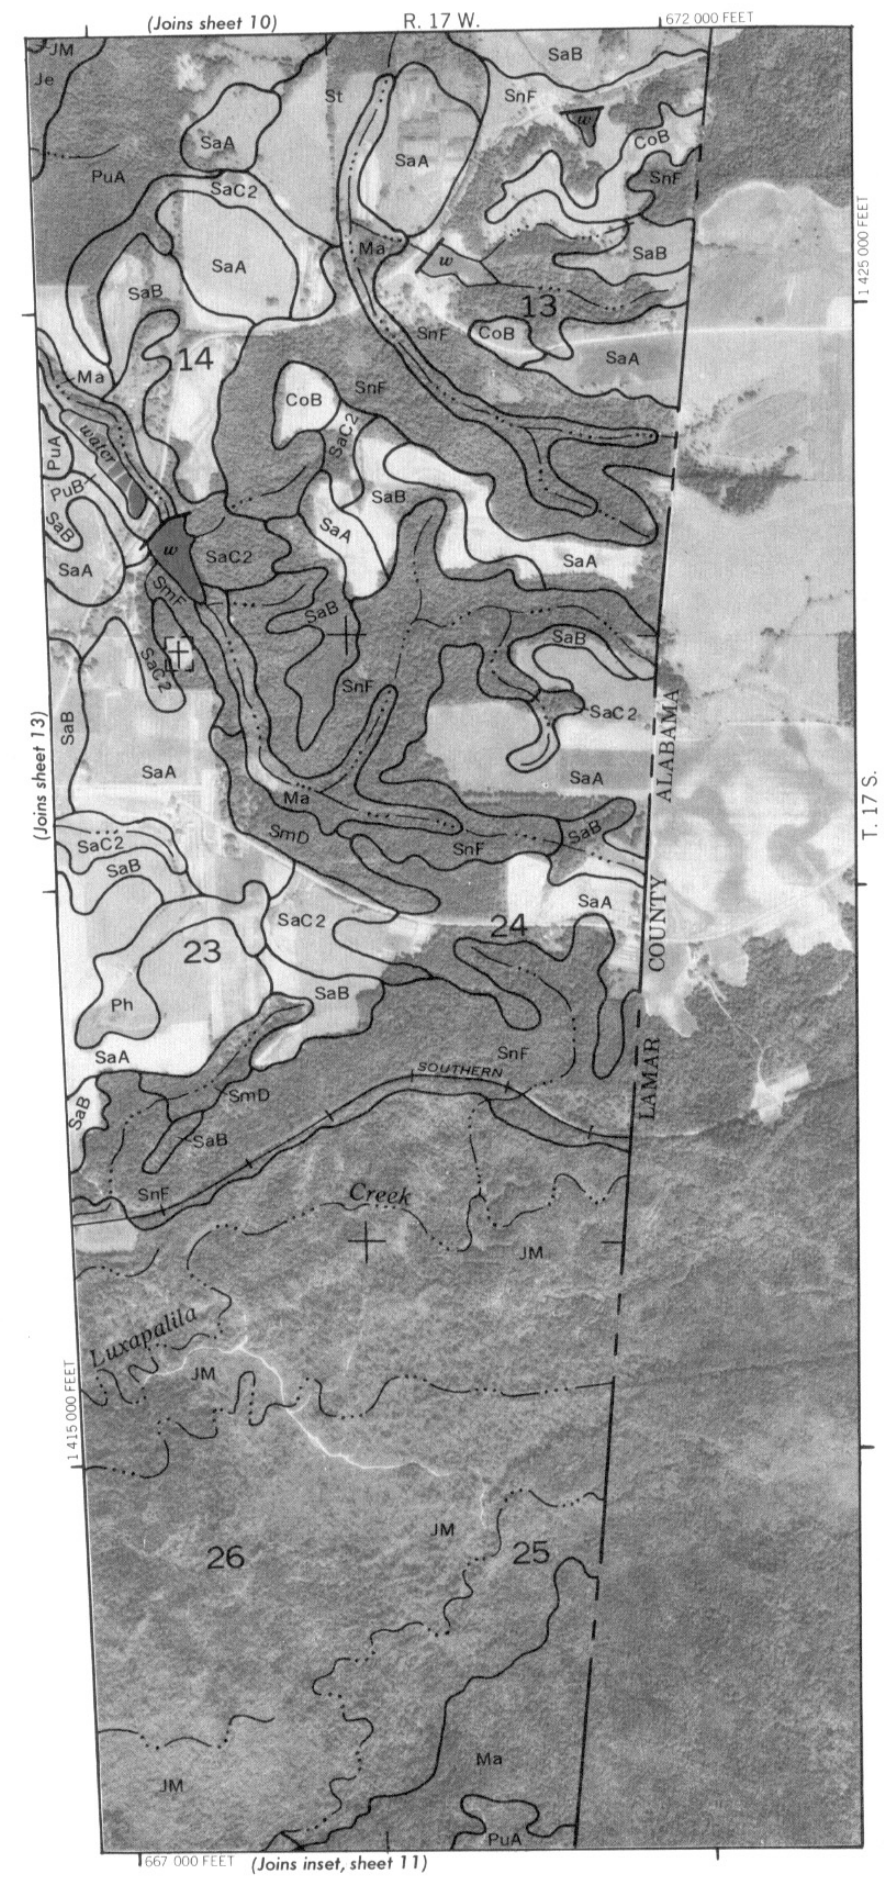 (Joins sheet 10)
R. 17 W.
672 000 FEET
JM
Je
SaB
St
SnF
w
SaA
CoB
SaA
PuA
SnF
SaC2
1 425 000 FEET
Ma
SaB
w
SaA
SaB
13
SnF
CoB
14
SaA
Ma
SnF
CoB
SaC2
water
PuA
PuB
SaB
SaB
SaA
w
SaC2
SaA
SaA
SmF
SaB
SaB
SaC2
SnF
SaC2
SaB
(Joins sheet 13)
ALABAMA
SaA
SaA
T. 17 S.
Ma
SmD
SaB
SaC2
SnF
SaB
SaA
SaC2
24
COUNTY
23
SaB
Ph
SnF
SaA
SOUTHERN
LAMAR
SmD
SaB
SaB
SnF
Creek
JM
Luxapalila
JM
1 415 000 FEET
JM
26
25
Ma
JM
PuA
667 000 FEET
(Joins inset, sheet 11)